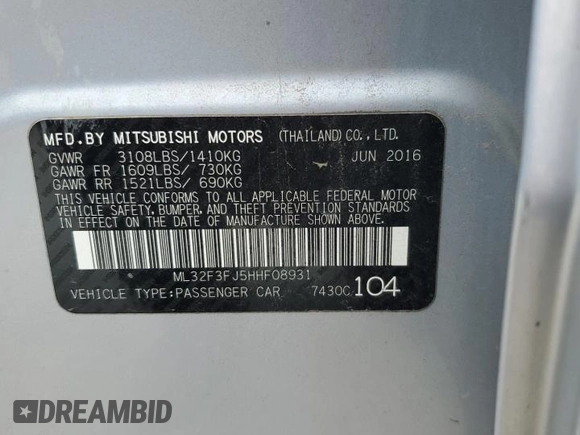 MFD.BY MITSUBISHI MOTORS (THAILAND) CO., LTD.
GVWR 3108LBS/1410KG JUN 2016
GAWR FR 1609LBS/ 730KG
GAWR RR 1521LBS/ 690KG
THIS VEHICLE CONFORMS TO ALL APPLICABLE FEDERAL MOTOR
VEHICLE SAFETY, BUMPER, AND THEFT PREVENTION STANDARDS
IN EFFECT ON THE DATE OF MANUFACTURE SHOWN ABOVE.
ML32F3FJ5HHF08931
VEHICLE TYPE:PASSENGER CAR 7430C 104
DREAMBID